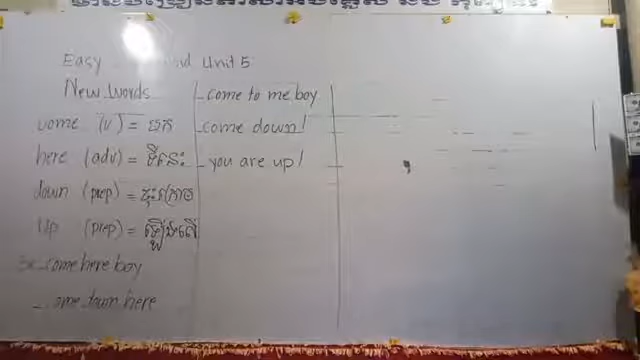 Easy Unit 5
New Words
come (v) = មក
here (adv) = ទីនេះ
down (prep) = ចុះក្រោម
Up (prep) = ឡើងលើ
come here boy
come down here
come to me boy
come down!
you are up!